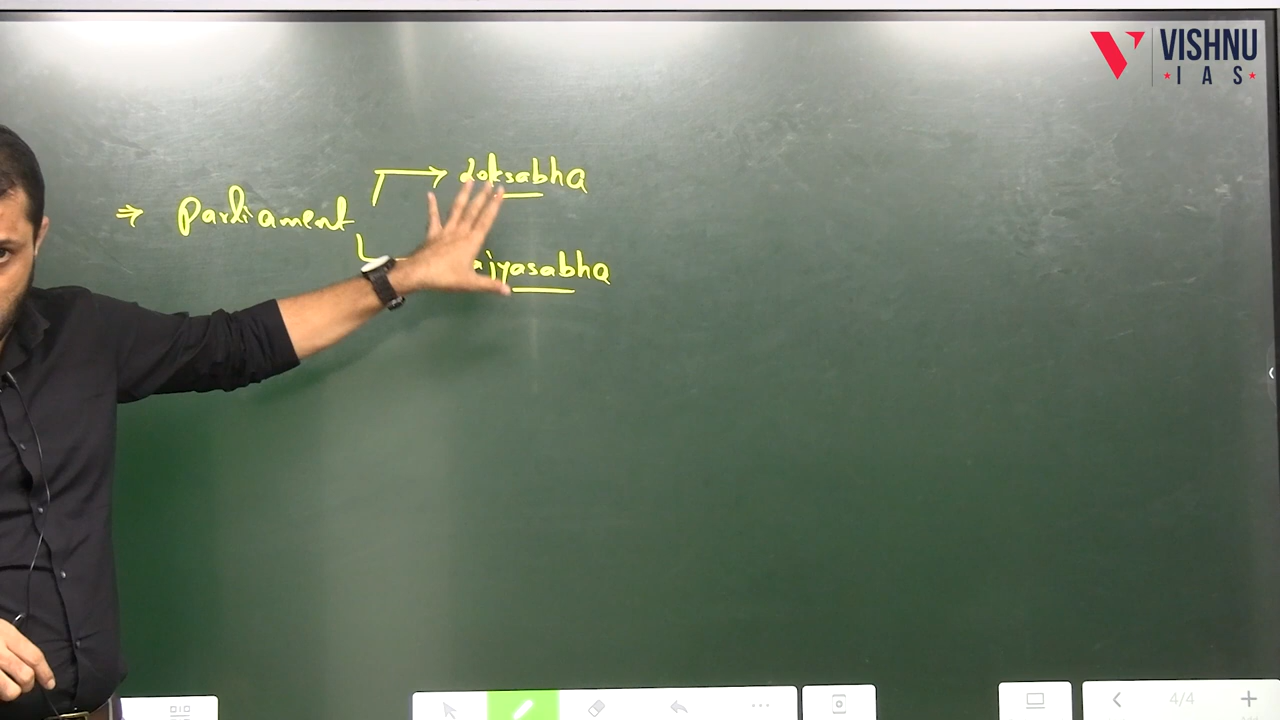 VISHNU
IAS
⇒ Parliament → Loksabha
ajyasabha
4/4